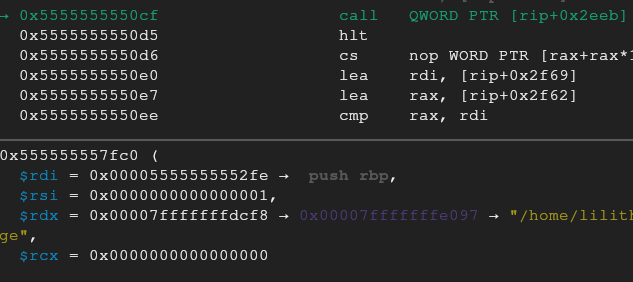 → 0x5555555550cf call QWORD PTR [rip+0x2eeb]
0x5555555550d5 hlt
0x5555555550d6 cs nop WORD PTR [rax+rax*1
0x5555555550e0 lea rdi, [rip+0x2f69]
0x5555555550e7 lea rax, [rip+0x2f62]
0x5555555550ee cmp rax, rdi
0x555555557fc0 (
$rdi = 0x00005555555552fe → push rbp,
$rsi = 0x0000000000000001,
$rdx = 0x00007fffffffdcf8 → 0x00007fffffffe097 → "/home/lilith
ge",
$rcx = 0x0000000000000000